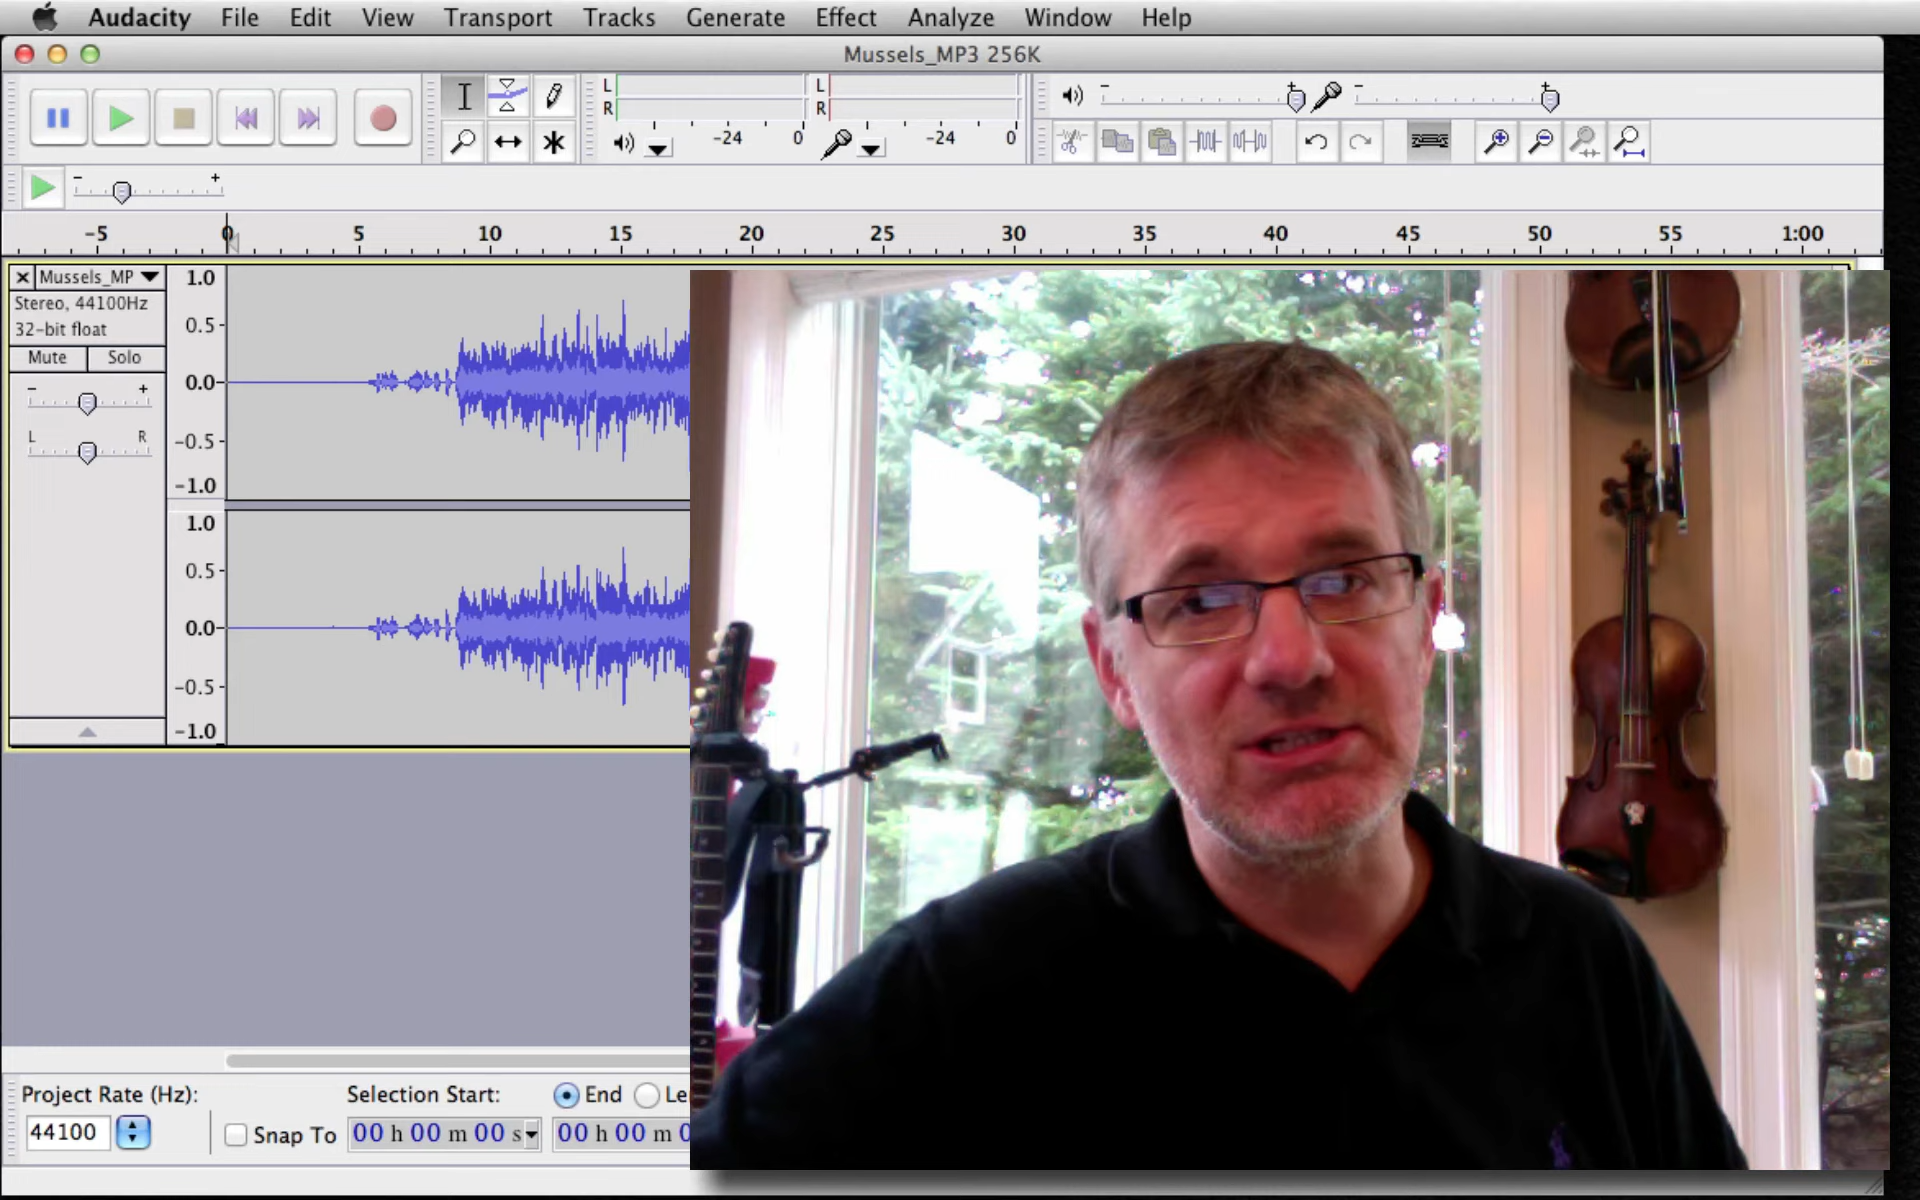 Audacity File Edit View Transport Tracks Generate Effect Analyze Window Help
Mussels_MP3 256K
L
R
-24 0
L
R
-24 0
- +
- +
- +
-5 0 5 10 15 20 25 30 35 40 45 50 55 1:00
Mussels_MP
Stereo, 44100Hz
32-bit float
Mute Solo
- +
L R
1.0
0.5
0.0
-0.5
-1.0
1.0
0.5
0.0
-0.5
-1.0
Project Rate (Hz): Selection Start: End Le
44100 Snap To 00 h 00 m 00 s 00 h 00 m 0